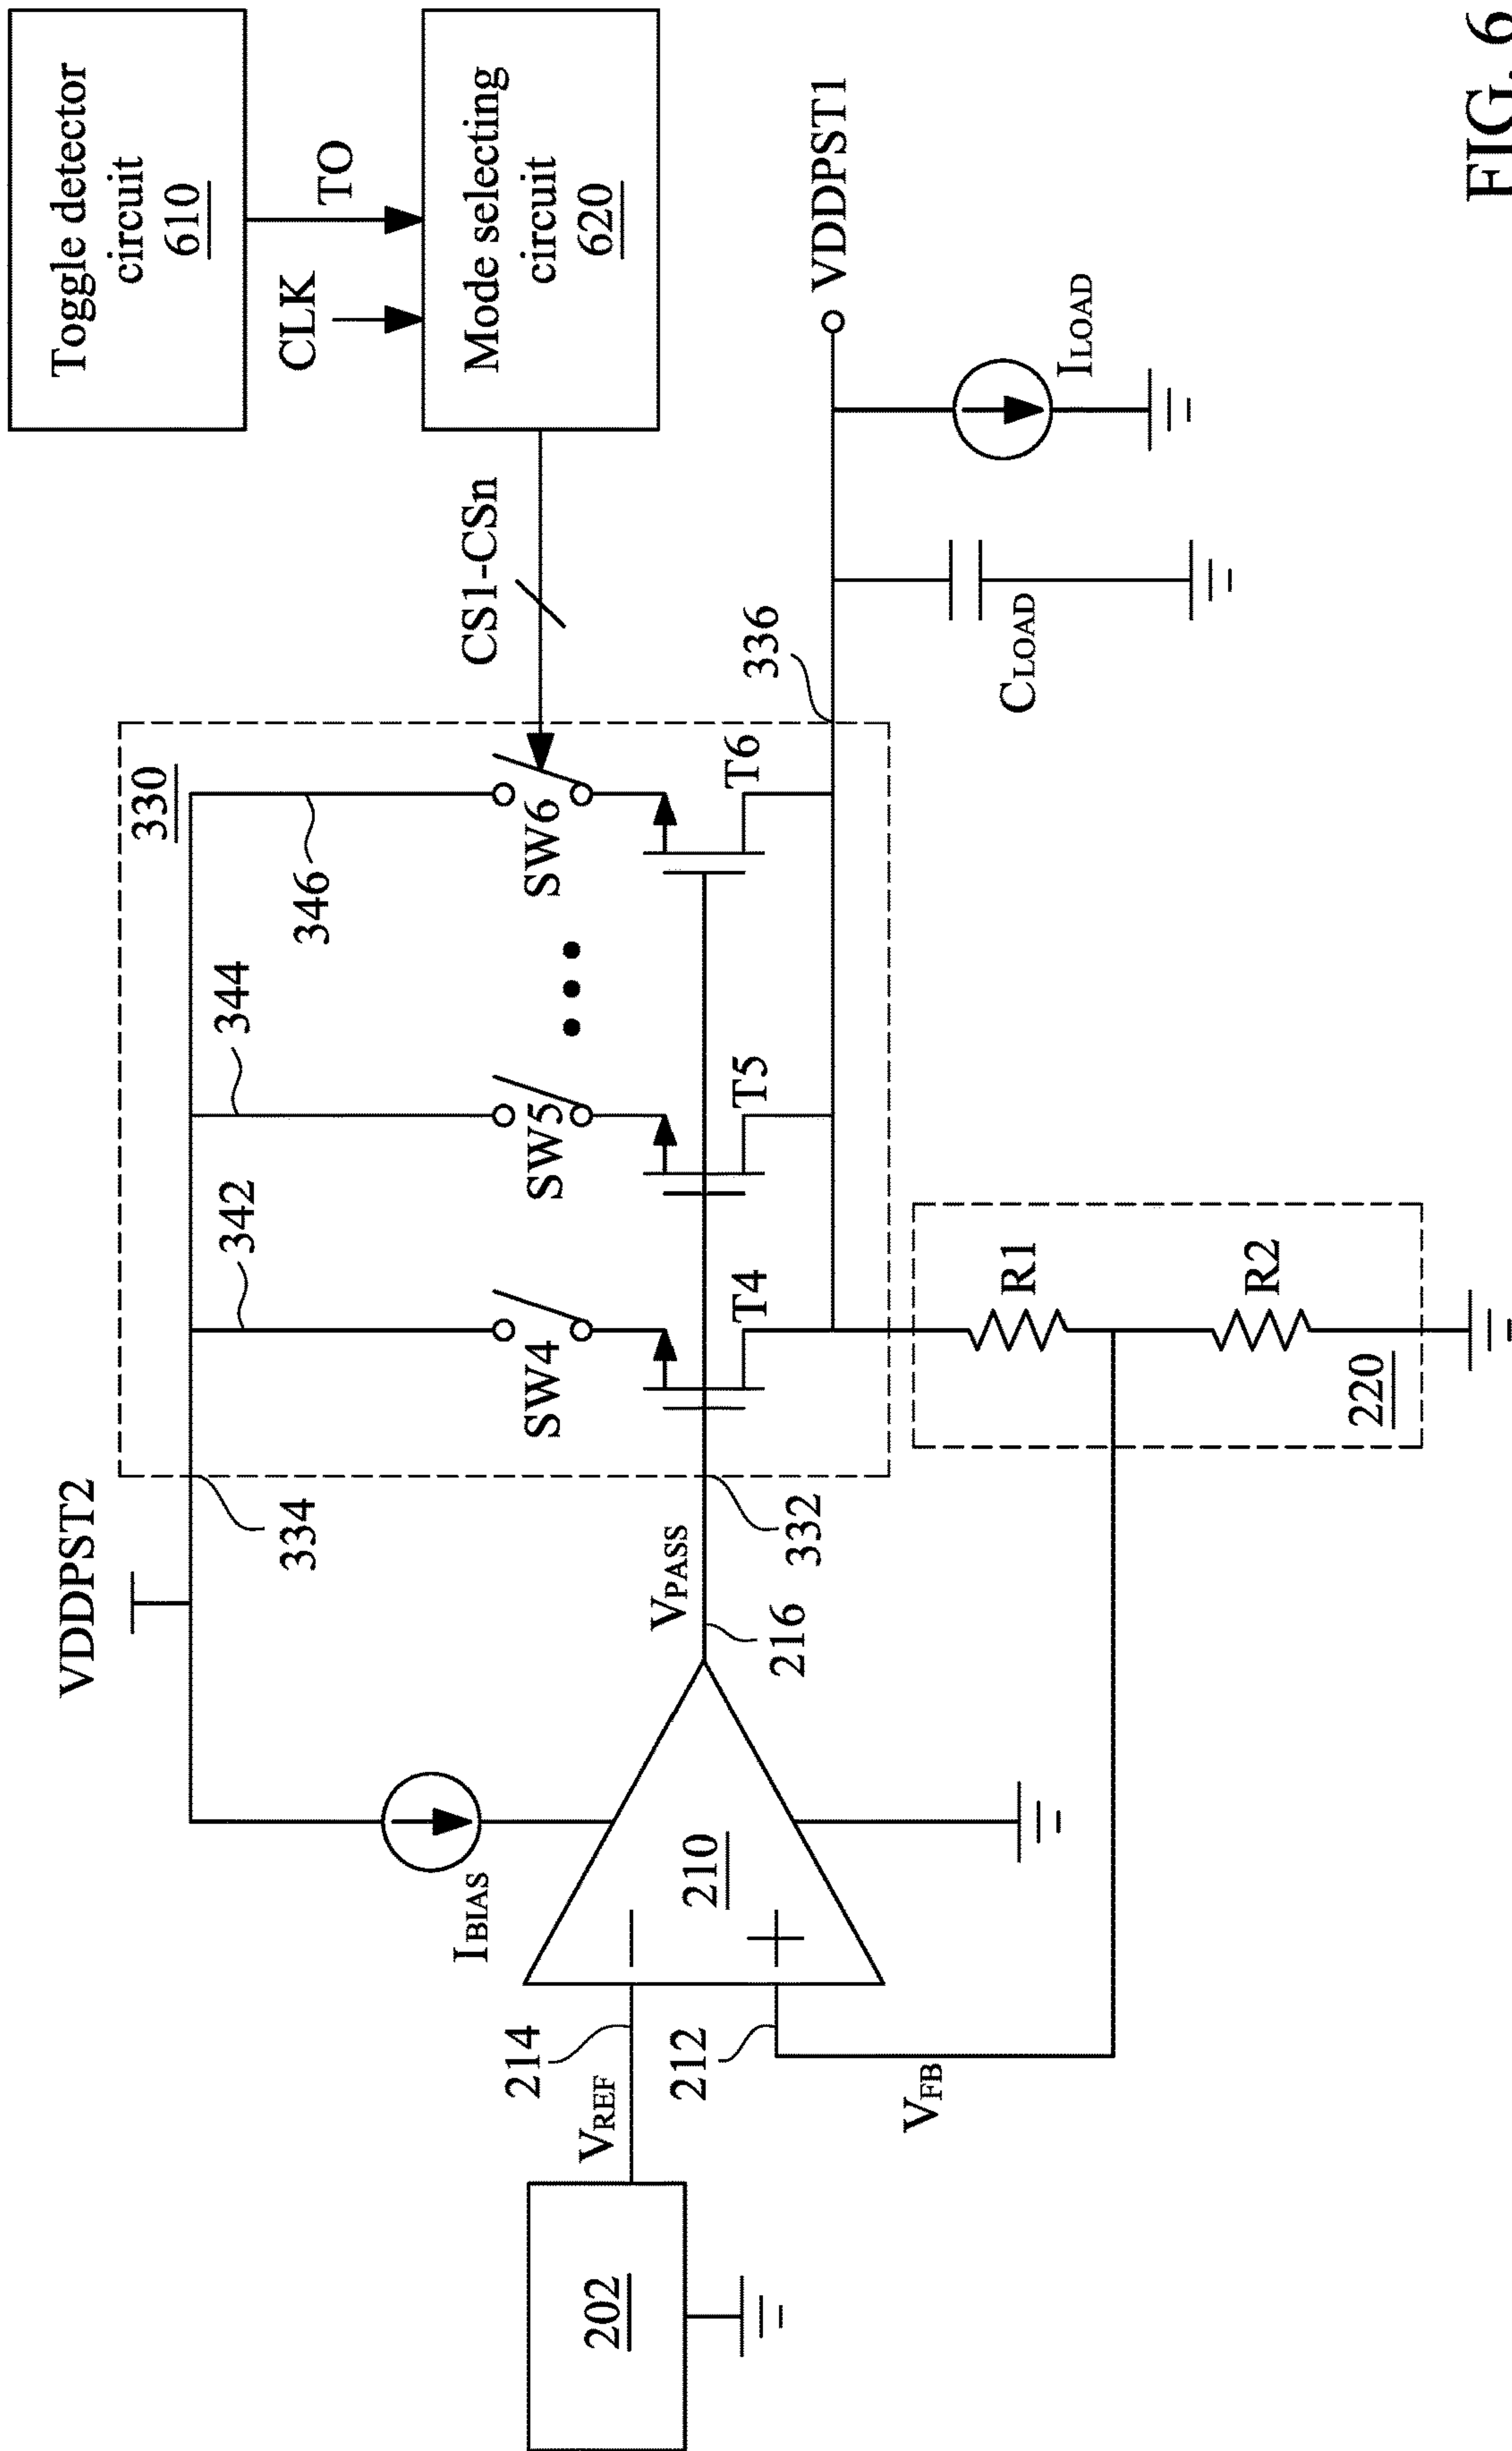 Toggle detector
circuit
610
TO
CLK
Mode selecting
circuit
620
CS1-CSn
VDDPST2
334
342
344
346
330
SW4
SW5
SW6
T4
T5
T6
IBIAS
VPASS
216
332
336
VDDPST1
202
VREF
214
212
210
VFB
R1
R2
220
CLOAD
ILOAD
FIG. 6